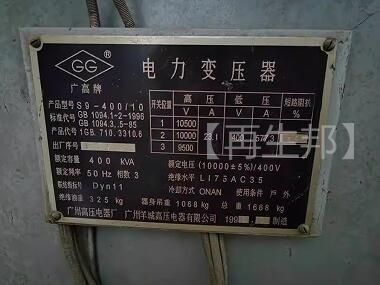 GG ®
广高牌
电力变压器
产品型号 S9-400/10
标准代号 GB 1094.1-2-1996
GB 1094.3.5-85
产品代号 1GB.710.3310.6
出厂序号
额定容量 400 kVA
额定频率 50 Hz 相数 3
联结组标号 Dyn11
绝缘油重 325 kg
开关位置 高压 低压 短路阻抗
V A V A %
1 10500
2 10000 23.1
3 9500
额定电压 (10000±5%)/400V
绝缘水平 LI75AC35
冷却方式 ONAN 使用条件 户外
器身吊重 1068 kg 总重 1668 kg
广州高压电器厂 广州羊城高压电器有限公司 199 制造
【再生邦】